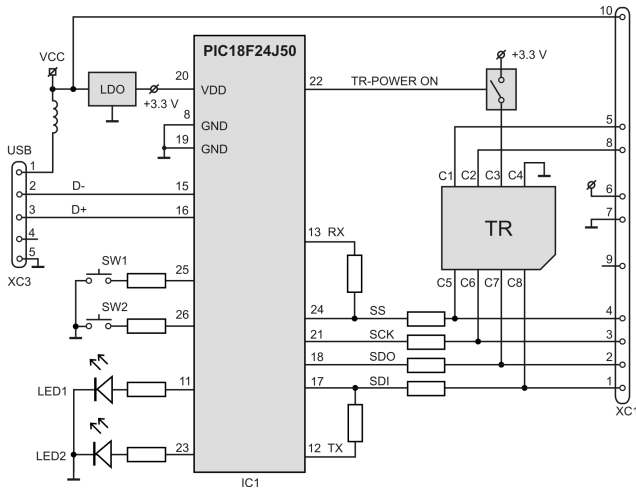 10
PIC18F24J50
VCC
+3.3 V
LDO
20
VDD
22
TR-POWER ON
+3.3 V
8
GND
5
19
GND
8
USB
1
C1
C2
C3
C4
2
D-
15
6
3
D+
16
TR
7
4
13
RX
5
9
XC3
SW1
25
C5
C6
C7
C8
SW2
24
SS
4
26
21
SCK
3
18
SDO
2
LED1
11
17
SDI
1
XC1
LED2
23
12
TX
IC1